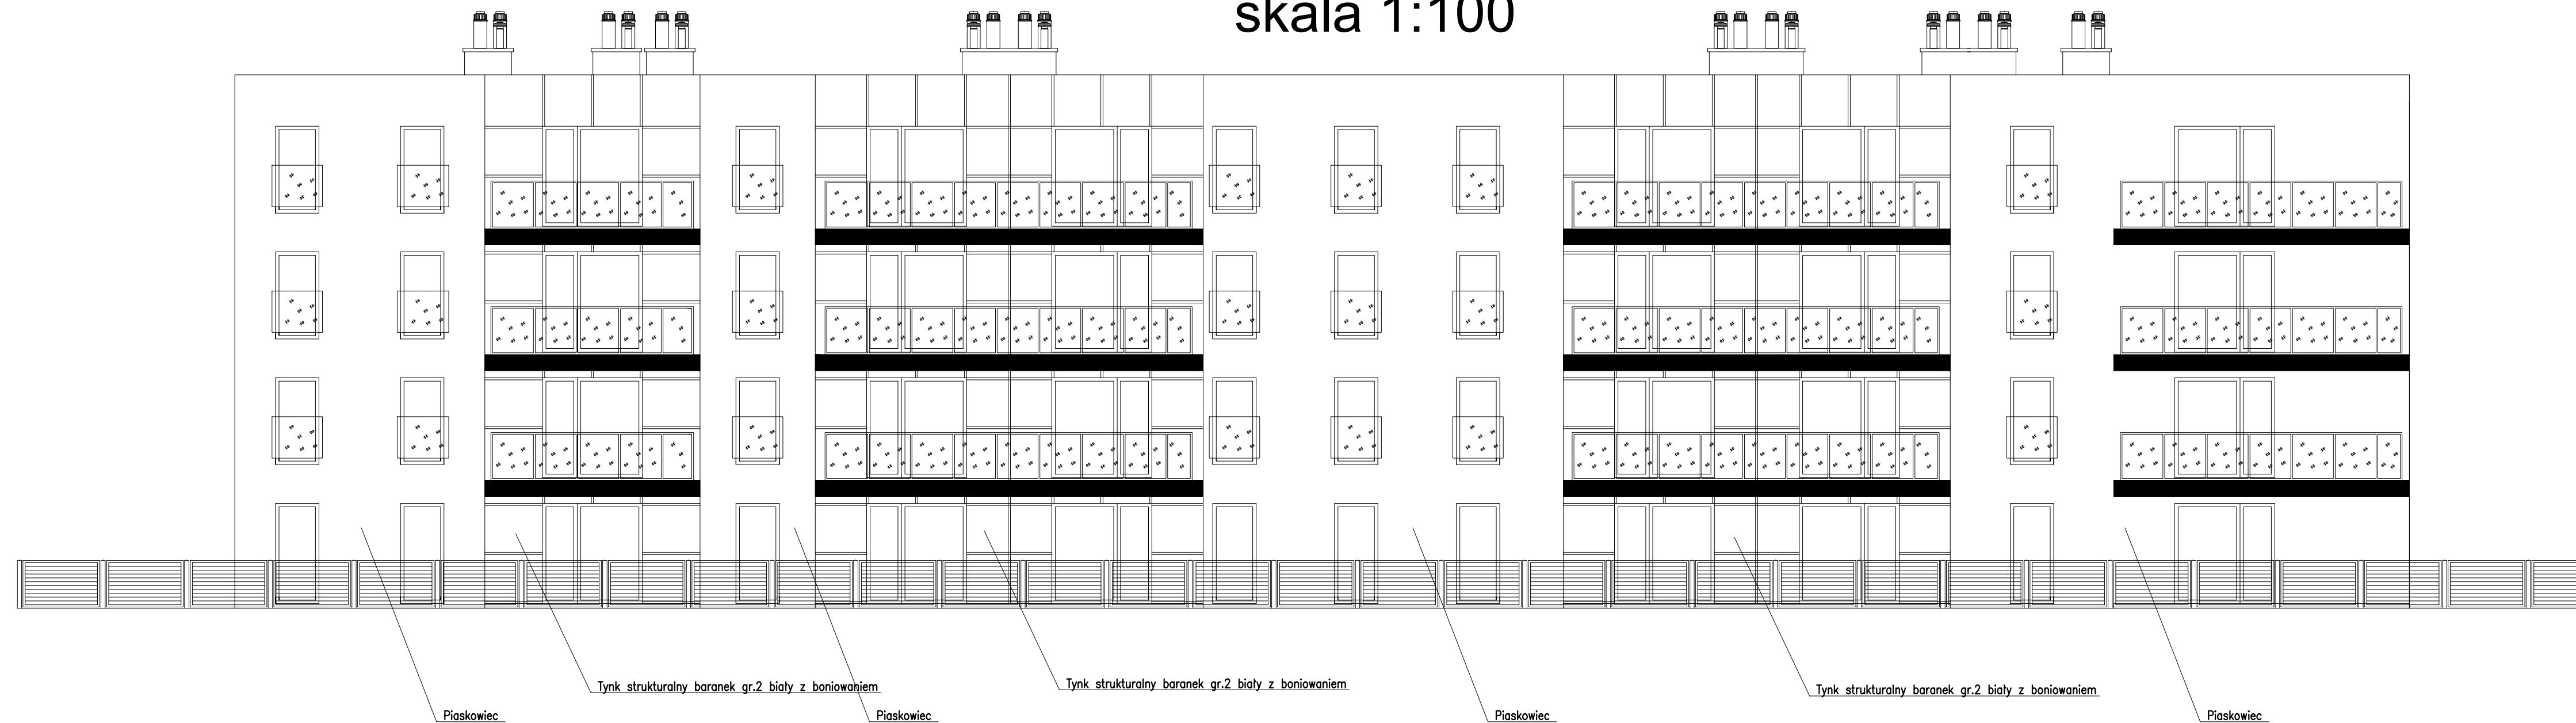 skala 1:100
Tynk strukturalny baranek gr.2 biały z boniowaniem
Tynk strukturalny baranek gr.2 biały z boniowaniem
Tynk strukturalny baranek gr.2 biały z boniowaniem
Piaskowiec
Piaskowiec
Piaskowiec
Piaskowiec